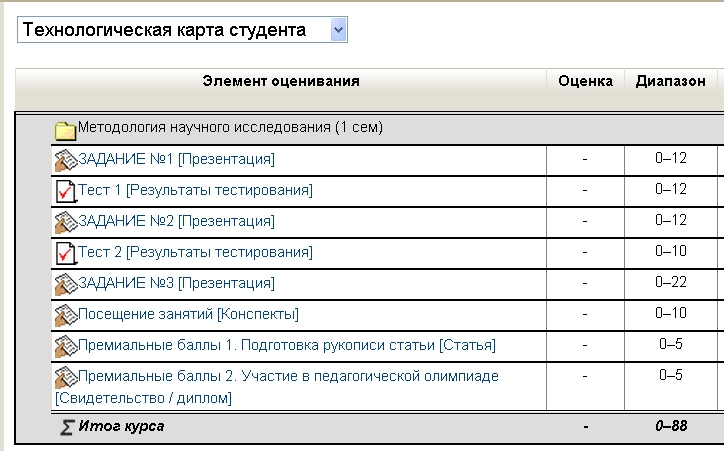 Технологическая карта студента
Элемент оценивания Оценка Диапазон
Методология научного исследования (1 сем)
ЗАДАНИЕ №1 [Презентация] - 0–12
Тест 1 [Результаты тестирования] - 0–12
ЗАДАНИЕ №2 [Презентация] - 0–12
Тест 2 [Результаты тестирования] - 0–10
ЗАДАНИЕ №3 [Презентация] - 0–22
Посещение занятий [Конспекты] - 0–10
Премиальные баллы 1. Подготовка рукописи статьи [Статья] - 0–5
Премиальные баллы 2. Участие в педагогической олимпиаде - 0–5
[Свидетельство / диплом]
Σ Итог курса - 0–88